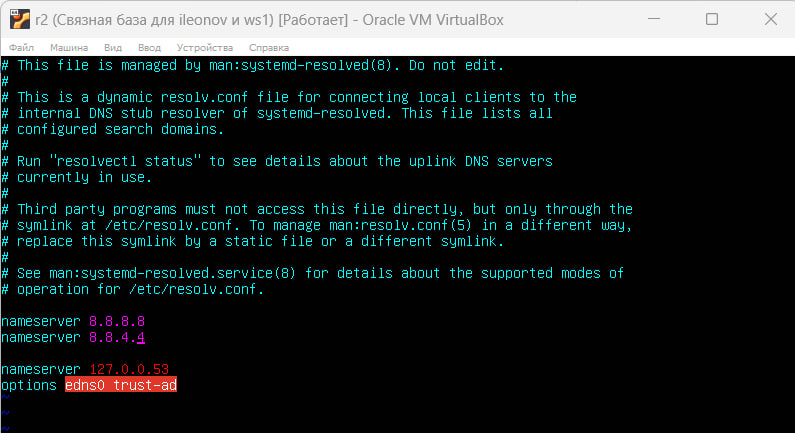 r2 (Связная база для ileonov и ws1) [Работает] - Oracle VM VirtualBox
Файл Машина Вид Ввод Устройства Справка
# This file is managed by man:systemd-resolved(8). Do not edit.
#
# This is a dynamic resolv.conf file for connecting local clients to the
# internal DNS stub resolver of systemd-resolved. This file lists all
# configured search domains.
#
# Run "resolvectl status" to see details about the uplink DNS servers
# currently in use.
#
# Third party programs must not access this file directly, but only through the
# symlink at /etc/resolv.conf. To manage man:resolv.conf(5) in a different way,
# replace this symlink by a static file or a different symlink.
#
# See man:systemd-resolved.service(8) for details about the supported modes of
# operation for /etc/resolv.conf.
nameserver 8.8.8.8
nameserver 8.8.4.4
nameserver 127.0.0.53
options edns0 trust-ad
~
~
~